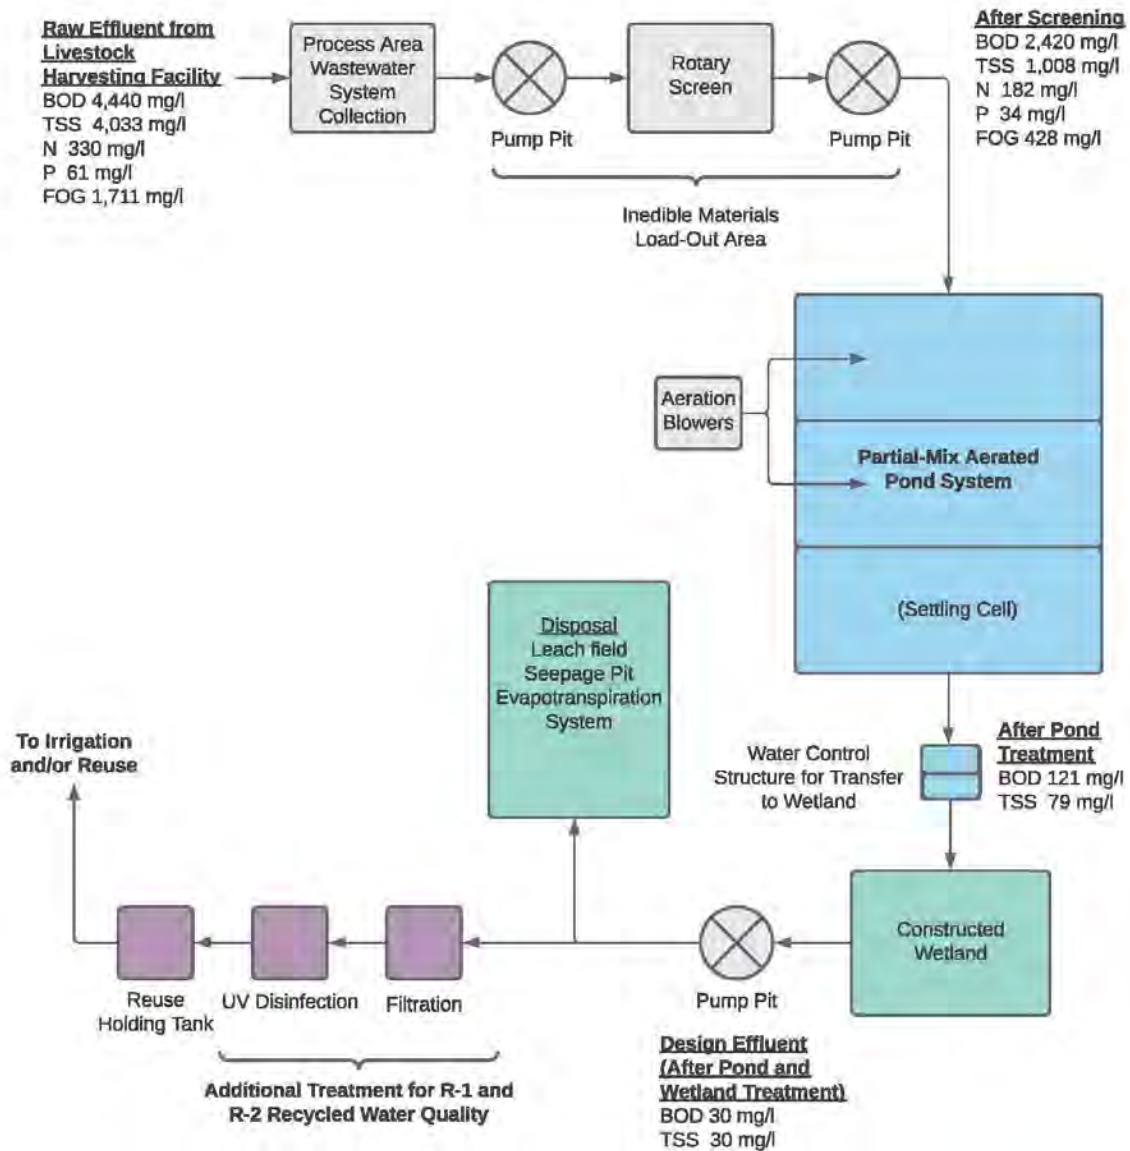 Raw Effluent from
Livestock
Harvesting Facility
BOD 4,440 mg/l
TSS 4,033 mg/l
N 330 mg/l
P 61 mg/l
FOG 1,711 mg/l
Process Area
Wastewater
System
Collection
Pump Pit
Rotary
Screen
Pump Pit
After Screening
BOD 2,420 mg/l
TSS 1,008 mg/l
N 182 mg/l
P 34 mg/l
FOG 428 mg/l
Inedible Materials
Load-Out Area
Aeration
Blowers
Partial-Mix Aerated
Pond System
(Settling Cell)
Disposal
Leach field
Seepage Pit
Evapotranspiration
System
Water Control
Structure for Transfer
to Wetland
After Pond
Treatment
BOD 121 mg/l
TSS 79 mg/l
To Irrigation
and/or Reuse
Constructed
Wetland
Pump Pit
Filtration
UV Disinfection
Reuse
Holding Tank
Design Effluent
(After Pond and
Wetland Treatment)
BOD 30 mg/l
TSS 30 mg/l
Additional Treatment for R-1 and
R-2 Recycled Water Quality